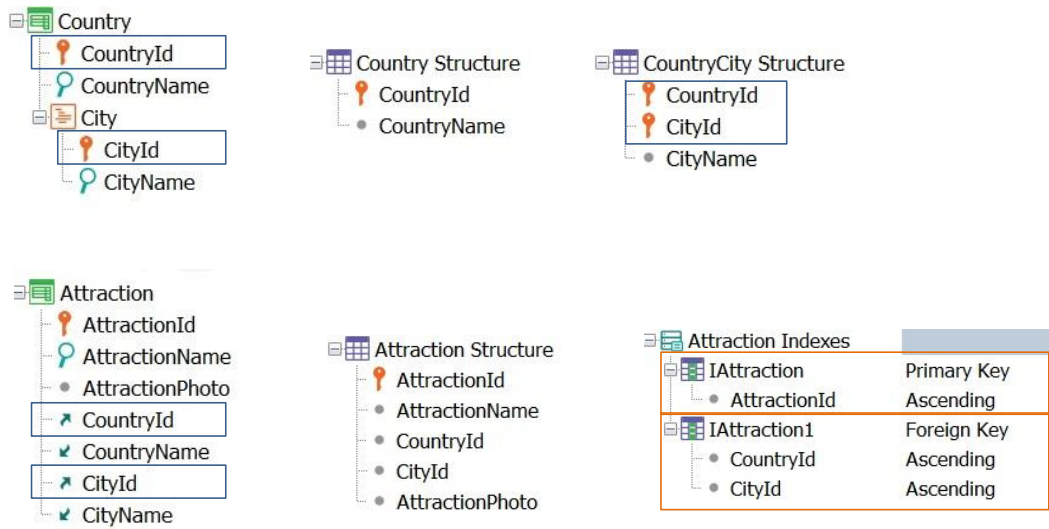 Country
CountryId
CountryName
City
CityId
CityName
Country Structure
CountryId
CountryName
CountryCity Structure
CountryId
CityId
CityName
Attraction
AttractionId
AttractionName
AttractionPhoto
CountryId
CountryName
CityId
CityName
Attraction Structure
AttractionId
AttractionName
CountryId
CityId
AttractionPhoto
Attraction Indexes
IAttraction Primary Key
AttractionId Ascending
IAttraction1 Foreign Key
CountryId Ascending
CityId Ascending